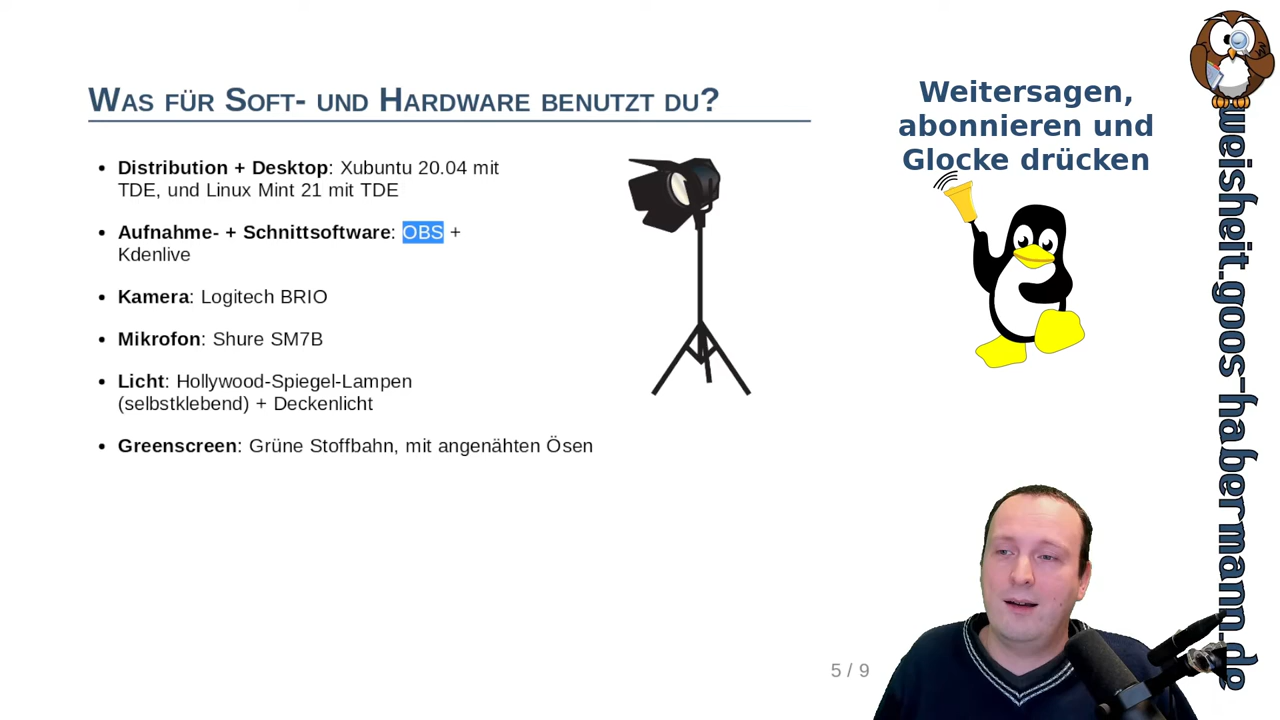 Was für Soft- und Hardware benutzt du?
• Distribution + Desktop: Xubuntu 20.04 mit
TDE, und Linux Mint 21 mit TDE
• Aufnahme- + Schnittsoftware: OBS +
Kdenlive
• Kamera: Logitech BRIO
• Mikrofon: Shure SM7B
• Licht: Hollywood-Spiegel-Lampen
(selbstklebend) + Deckenlicht
• Greenscreen: Grüne Stoffbahn, mit angenähten Ösen
5 / 9
Weitersagen,
abonnieren und
Glocke drücken
weisheit.goos-habermann.de